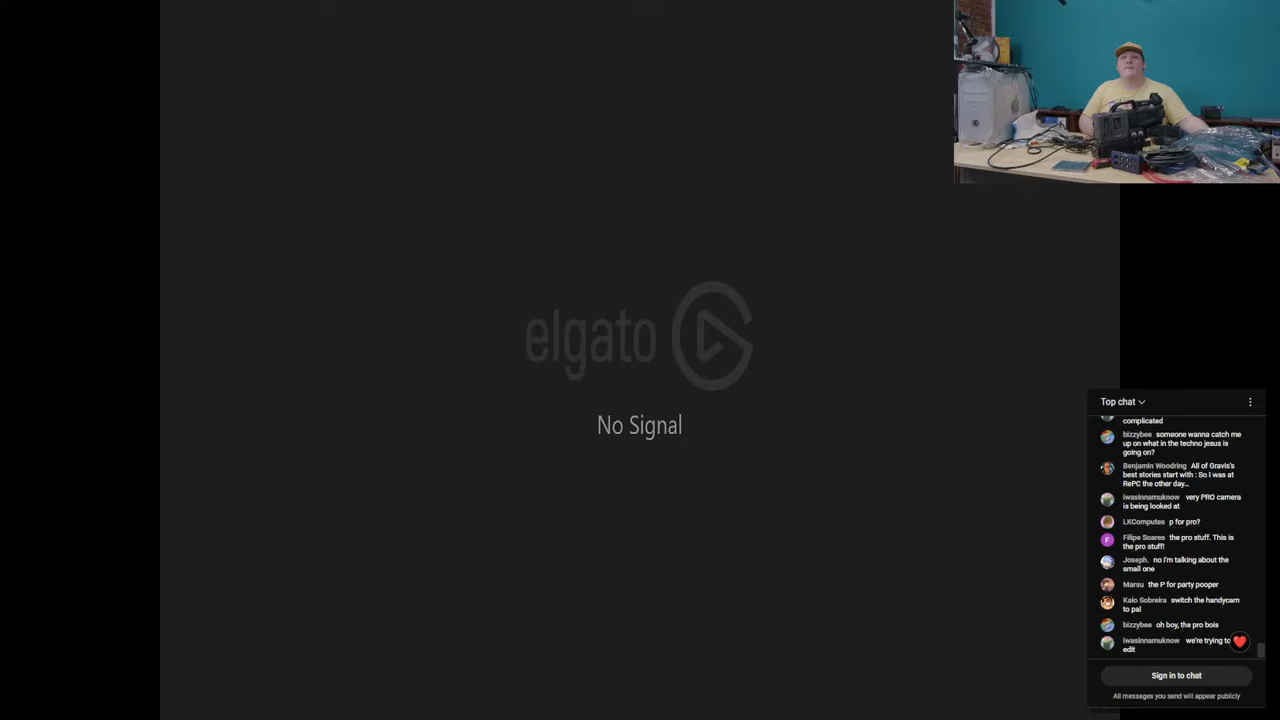 elgato
No Signal
Top chat
complicated
bizzybee someone wanna catch me
up on what in the techno jesus is
going on?
Benjamin Woodring All of Gravis's
best stories start with : So I was at
RePC the other day...
iwasinnamuknow very PRO camera
is being looked at
LKComputes p for pro?
F
Filipe Soares the pro stuff. This is
the pro stuff!
Joseph. no I'm talking about the
small one
Marsu the P for party pooper
Kaio Sobreira switch the handycam
to pal
bizzybee oh boy, the pro bois
iwasinnamuknow we're trying to
edit
Sign in to chat
All messages you send will appear publicly